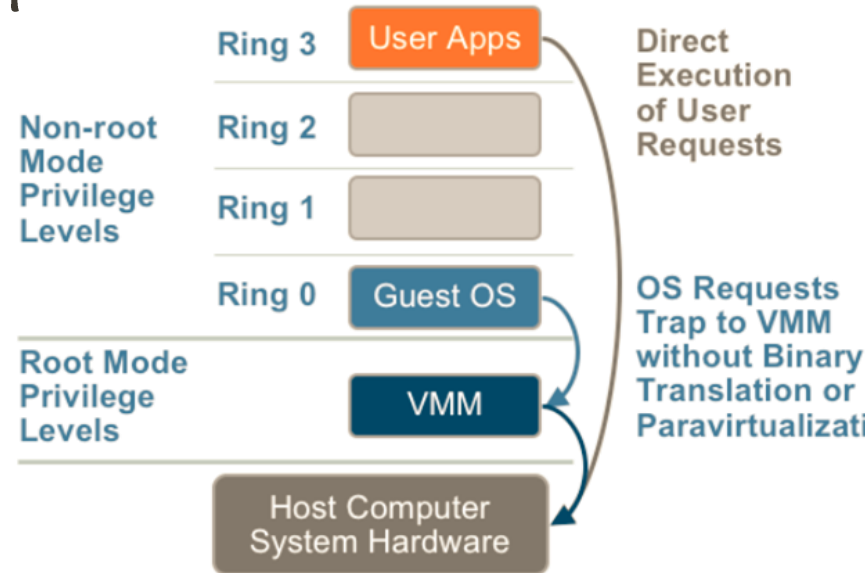 Ring 3
User Apps
Direct
Execution
of User
Requests
Non-root
Mode
Privilege
Levels
Ring 2
Ring 1
Ring 0
Guest OS
OS Requests
Trap to VMM
without Binary
Translation or
Paravirtualizati
Root Mode
Privilege
Levels
VMM
Host Computer
System Hardware